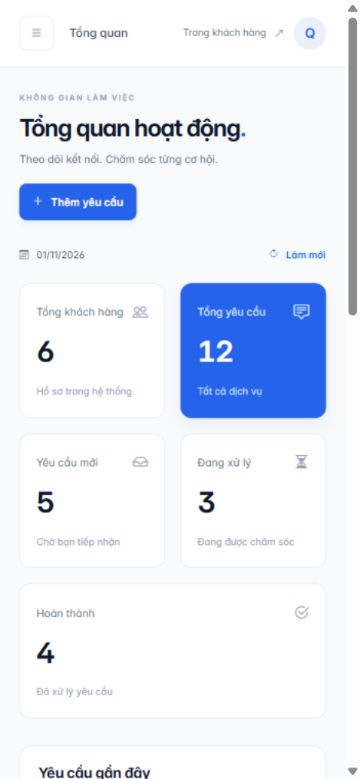 Tổng quan
Trang khách hàng ↗
Q
KHÔNG GIAN LÀM VIỆC
Tổng quan hoạt động.
Theo dõi kết nối. Chăm sóc từng cơ hội.
+ Thêm yêu cầu
01/11/2026
Làm mới
Tổng khách hàng
6
Hồ sơ trong hệ thống
Tổng yêu cầu
12
Tất cả dịch vụ
Yêu cầu mới
5
Chờ bạn tiếp nhận
Đang xử lý
3
Đang được chăm sóc
Hoàn thành
4
Đã xử lý yêu cầu
Yêu cầu gần đây